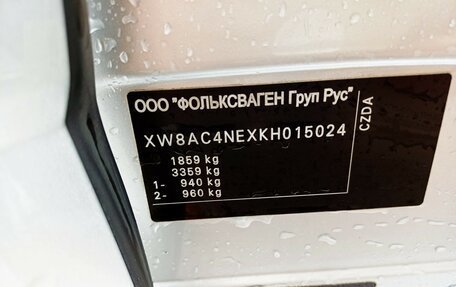 ООО "ФОЛЬКСВАГЕН Груп Рус"
XW8AC4NEXKH015024
1859 kg
3359 kg
1- 940 kg
2- 960 kg
CZDA